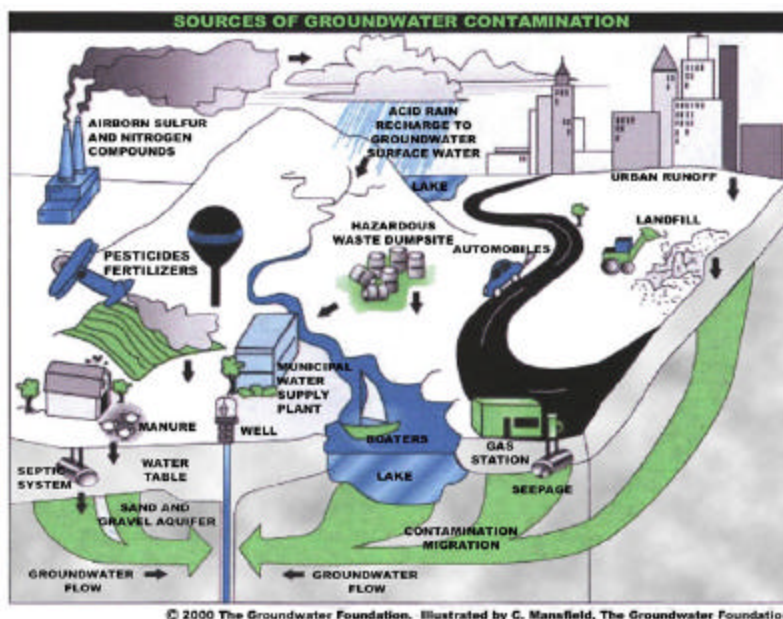 SOURCES OF GROUNDWATER CONTAMINATION
AIRBORN SULFUR
AND NITROGEN
COMPOUNDS
ACID RAIN
RECHARGE TO
GROUNDWATER
SURFACE WATER
LAKE
URBAN RUNOFF
HAZARDOUS
WASTE DUMPSITE
AUTOMOBILES
LANDFILL
PESTICIDES
FERTILIZERS
MUNICIPAL
WATER
SUPPLY
PLANT
MANURE
WELL
BOATERS
GAS
STATION
SEPTIC
SYSTEM
WATER
TABLE
LAKE
SEEPAGE
SAND AND
GRAVEL AQUIFER
CONTAMINATION
MIGRATION
GROUNDWATER
FLOW
GROUNDWATER
FLOW
© 2000 The Groundwater Foundation. Illustrated by C. Mansfield, The Groundwater Foundation